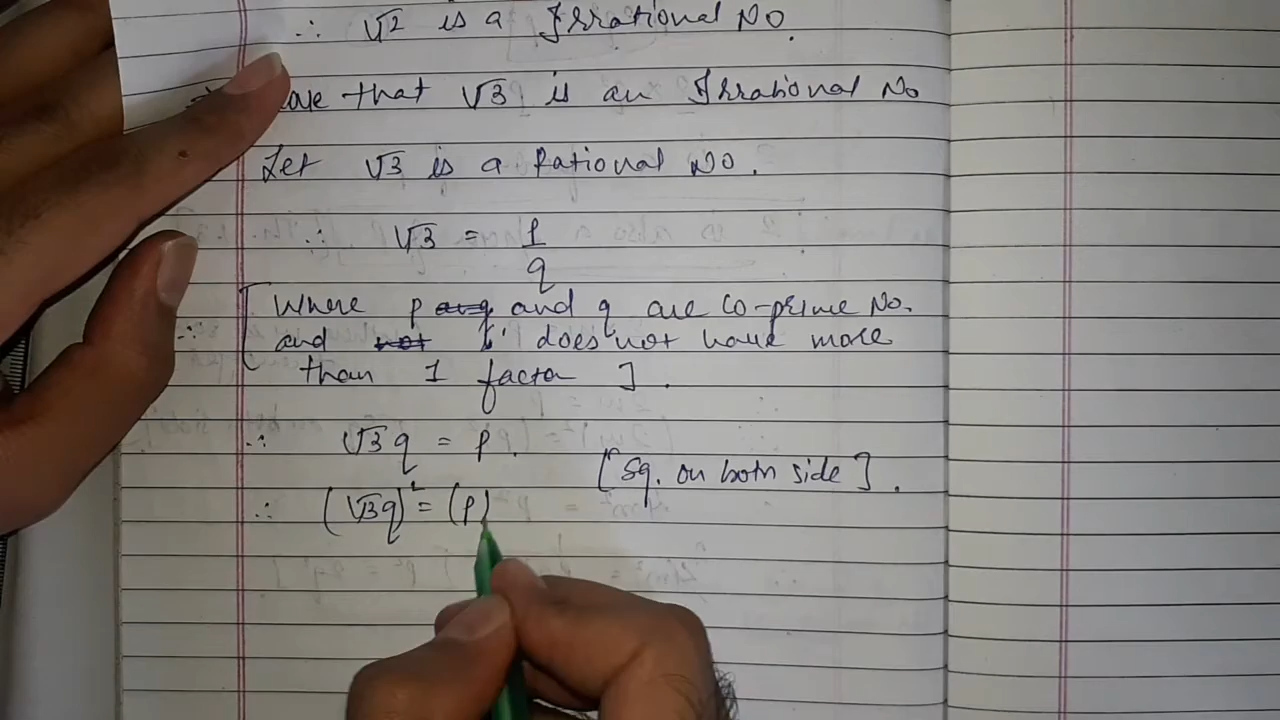 ∴ √2 is a Irrational No.
that √3 is an Irrational No
Let √3 is a Rational No.
∴ √3 = p/q
[Where p and q are Co-prime No.
∴ and not does not have more
than 1 factor].
∴ √3q = p.
[Sq. on both side].
∴ (√3q)² = (p)